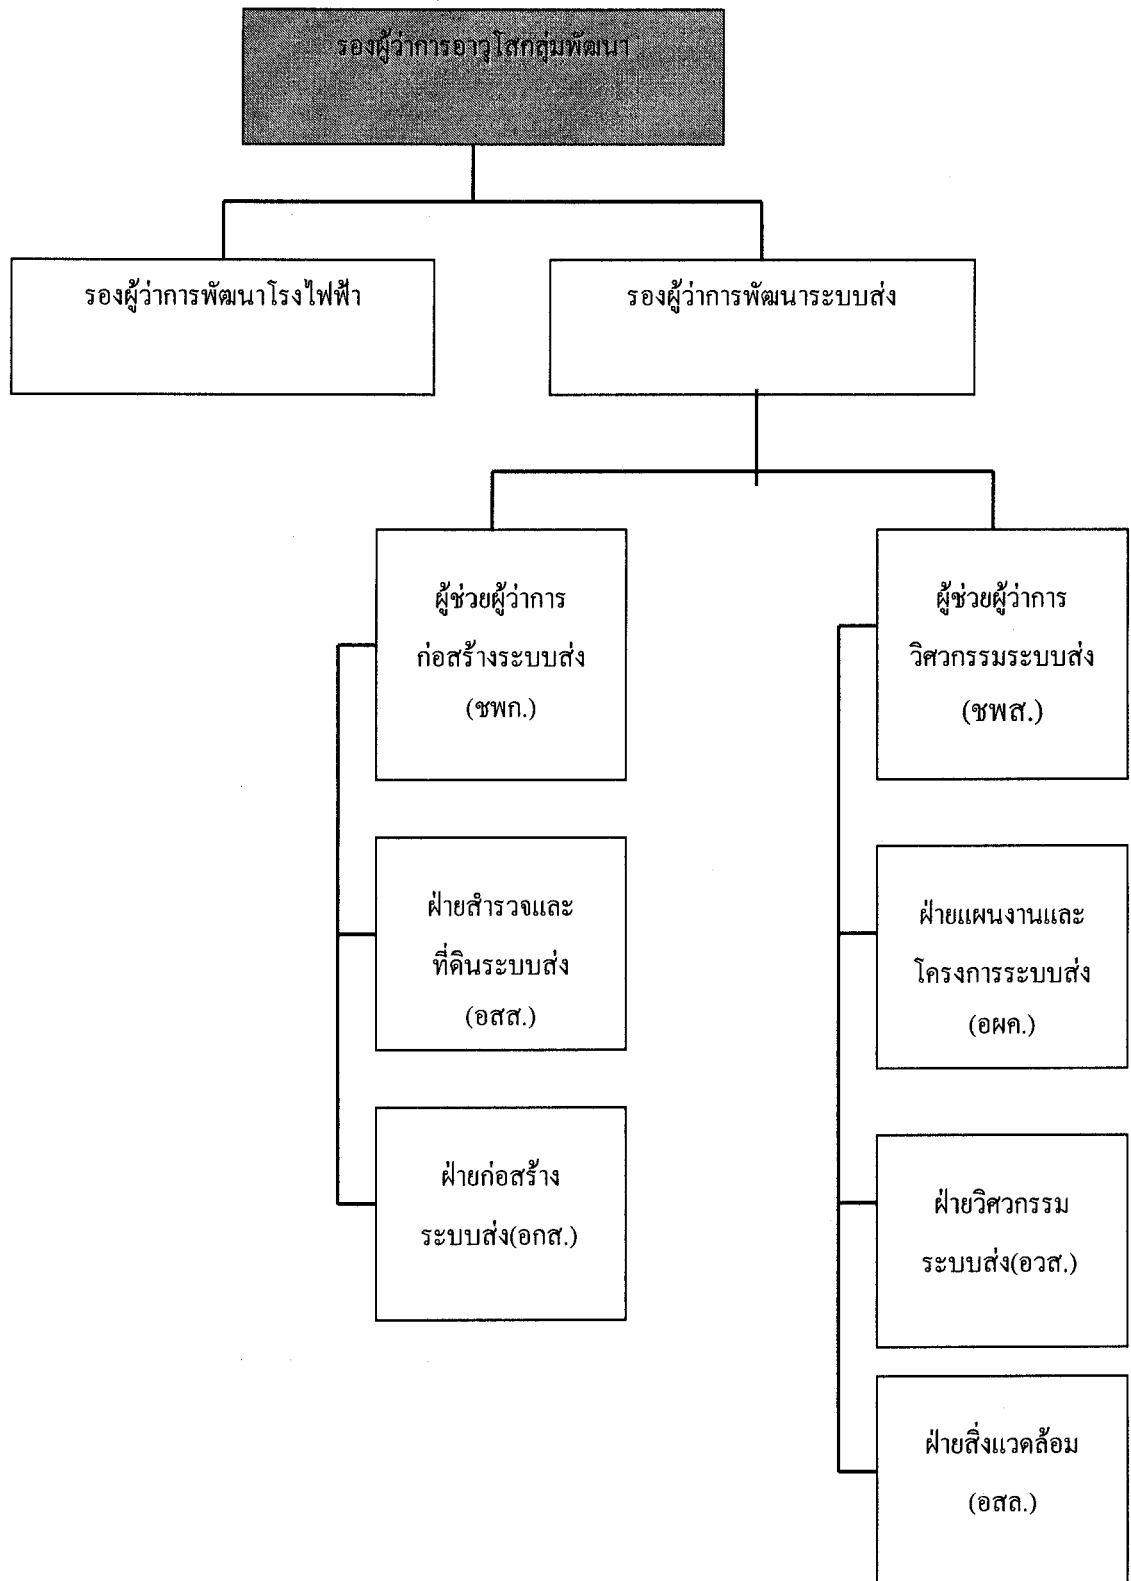 รองผู้ว่าการอาวุโสกลุ่มพัฒนา
รองผู้ว่าการพัฒนาโรงไฟฟ้า
รองผู้ว่าการพัฒนาระบบส่ง
ผู้ช่วยผู้ว่าการ
ก่อสร้างระบบส่ง
(ชพก.)
ฝ่ายสำรวจและ
ที่ดินระบบส่ง
(อสส.)
ฝ่ายก่อสร้าง
ระบบส่ง(อกส.)
ผู้ช่วยผู้ว่าการ
วิศวกรรมระบบส่ง
(ชพส.)
ฝ่ายแผนงานและ
โครงการระบบส่ง
(อผค.)
ฝ่ายวิศวกรรม
ระบบส่ง(อวส.)
ฝ่ายสิ่งแวดล้อม
(อสล.)